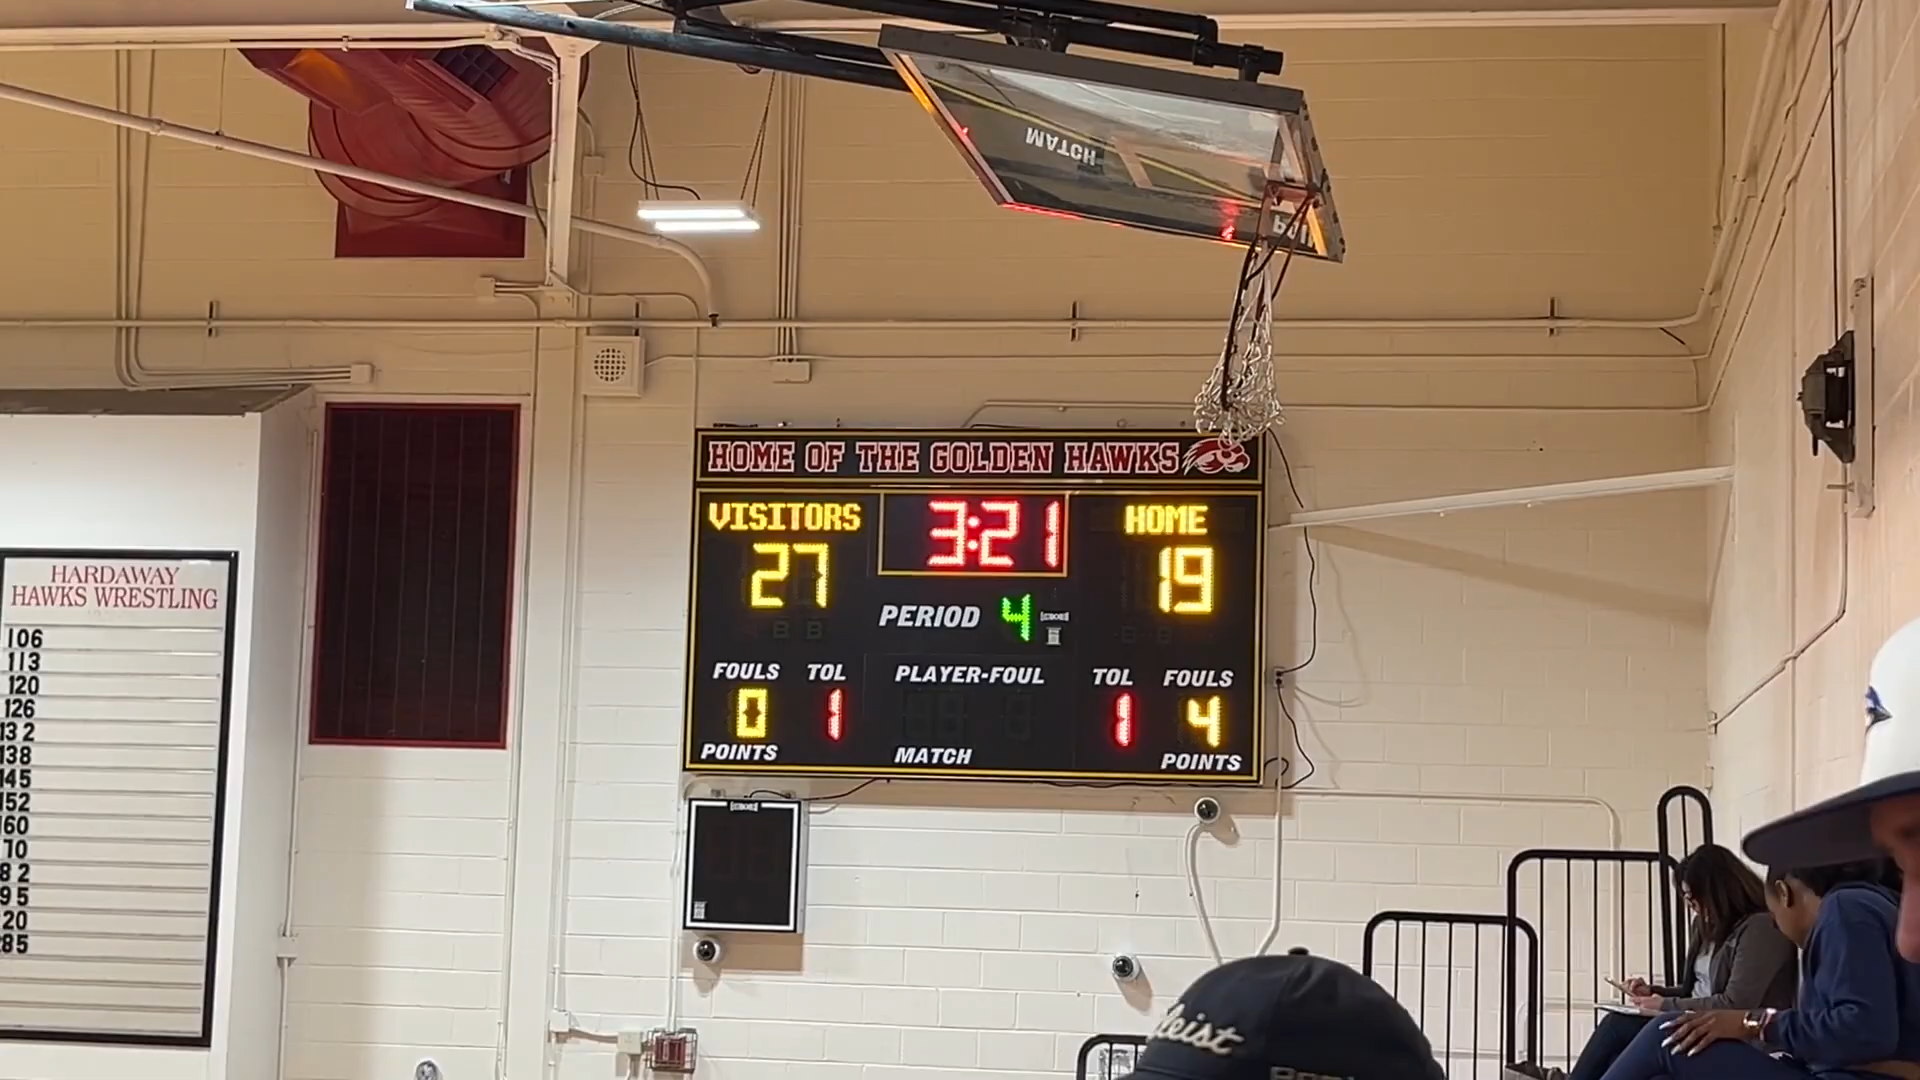 MATCH
HOME OF THE GOLDEN HAWKS
VISITORS 3:21 HOME
27 19
PERIOD 4
FOULS TOL PLAYER-FOUL TOL FOULS
0 1 1 4
POINTS MATCH POINTS
HARDAWAY
HAWKS WRESTLING
106
113
120
126
132
138
145
152
160
70
82
95
20
85